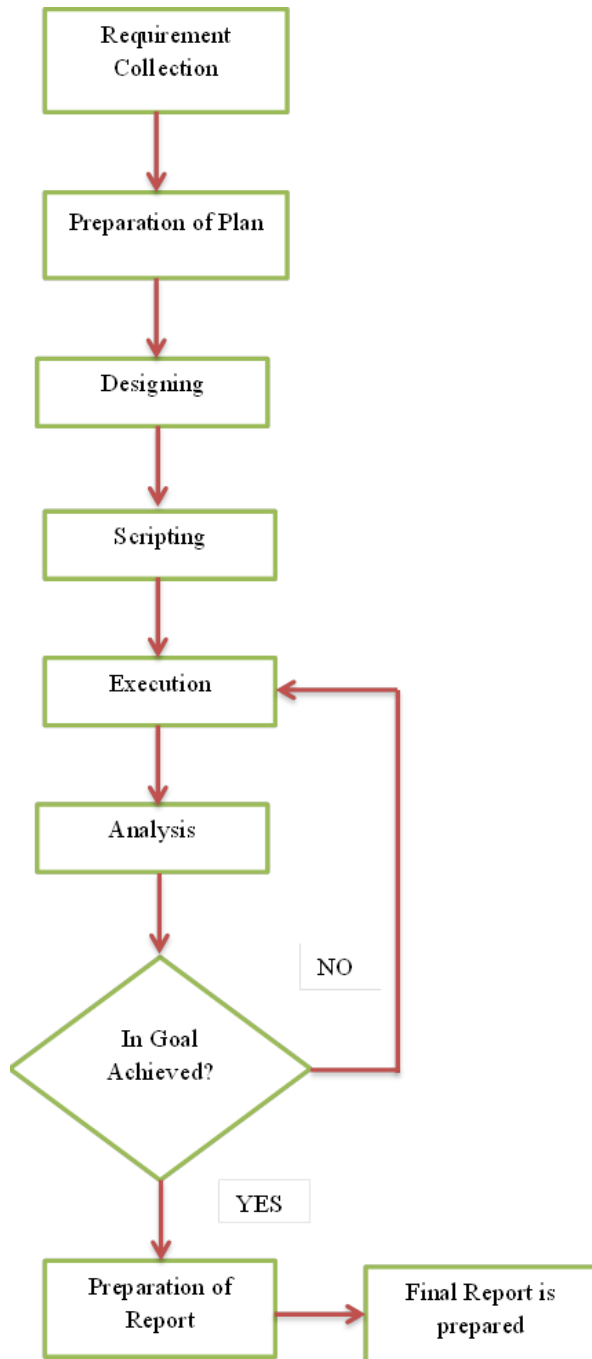 Requirement
Collection
Preparation of Plan
Designing
Scripting
Execution
Analysis
NO
In Goal
Achieved?
YES
Preparation of
Report
Final Report is
prepared